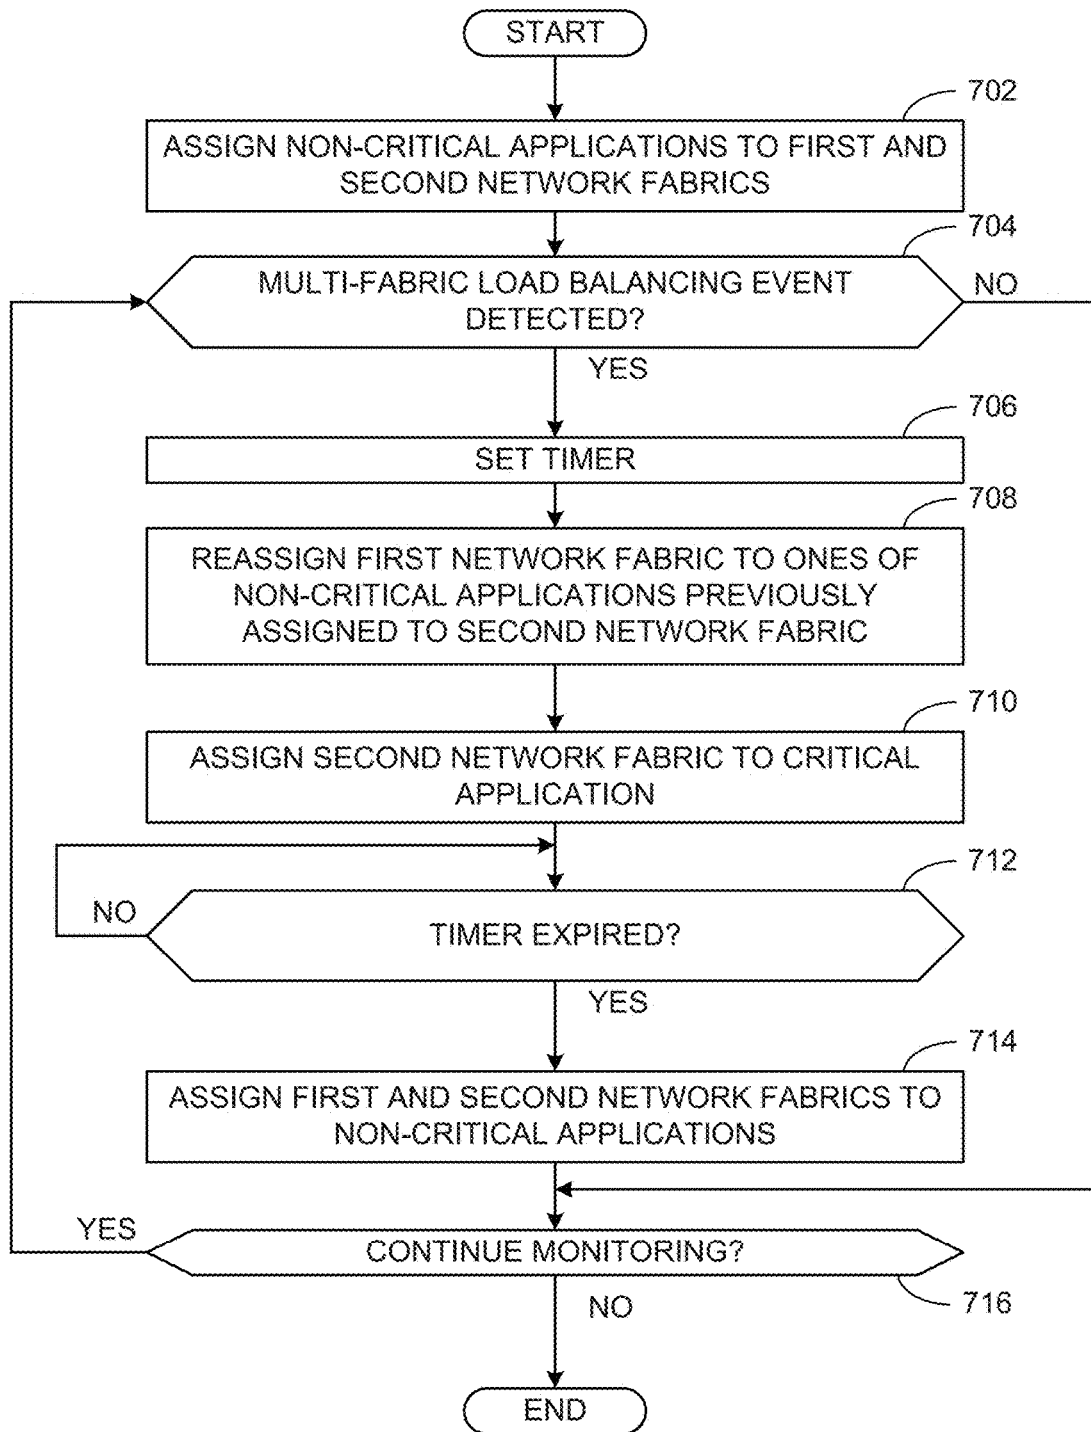 START
702
ASSIGN NON-CRITICAL APPLICATIONS TO FIRST AND
SECOND NETWORK FABRICS
704
MULTI-FABRIC LOAD BALANCING EVENT
DETECTED?
NO
YES
706
SET TIMER
708
REASSIGN FIRST NETWORK FABRIC TO ONES OF
NON-CRITICAL APPLICATIONS PREVIOUSLY
ASSIGNED TO SECOND NETWORK FABRIC
710
ASSIGN SECOND NETWORK FABRIC TO CRITICAL
APPLICATION
712
NO
TIMER EXPIRED?
YES
714
ASSIGN FIRST AND SECOND NETWORK FABRICS TO
NON-CRITICAL APPLICATIONS
YES
CONTINUE MONITORING?
716
NO
END